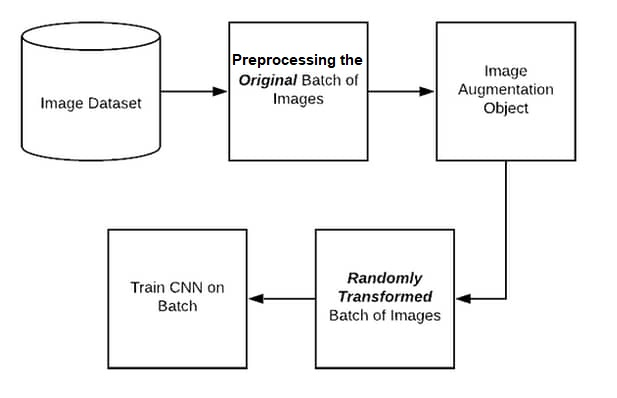 Image Dataset
Preprocessing the
Original Batch of
Images
Image
Augmentation
Object
Train CNN on
Batch
Randomly
Transformed
Batch of Images